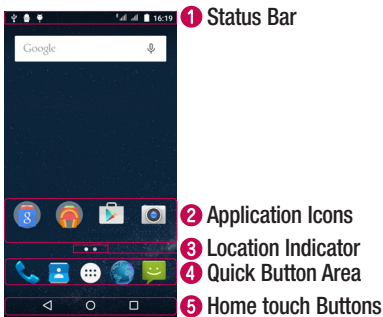 16:19
1 Status Bar
Google
8
2 Application Icons
3 Location Indicator
4 Quick Button Area
5 Home touch Buttons